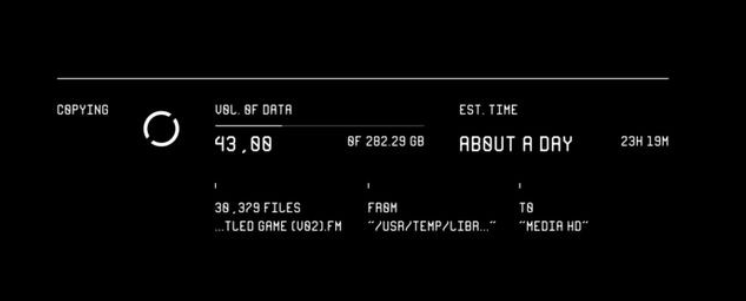 COPYING
VOL. OF DATA
43,00
OF 282.29 GB
EST. TIME
ABOUT A DAY
23H 19M
30,379 FILES
...TLED GAME (V02).FM
FROM
"/USR/TEMP/LIBR..."
TO
"MEDIA HD"